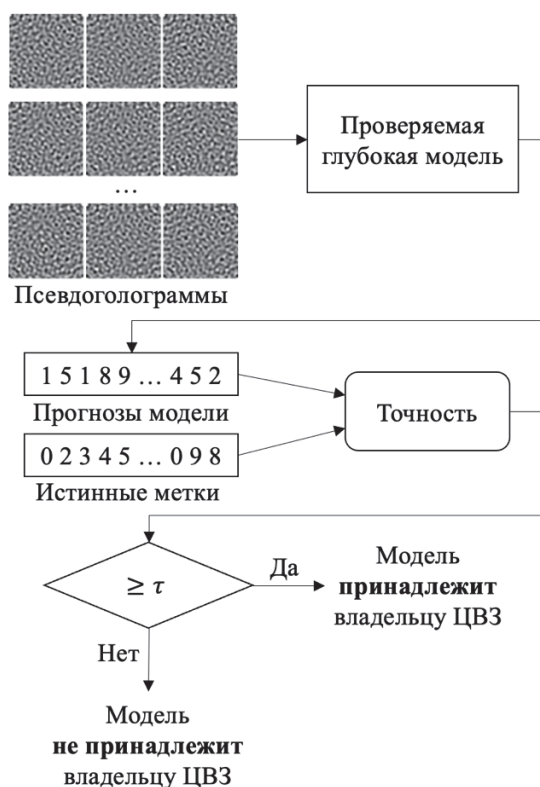 Проверяемая
глубокая модель
...
Псевдоголограммы
1 5 1 8 9 ... 4 5 2
Прогнозы модели
Точность
0 2 3 4 5 ... 0 9 8
Истинные метки
≥ τ
Да
Модель
принадлежит
владельцу ЦВЗ
Нет
Модель
не принадлежит
владельцу ЦВЗ